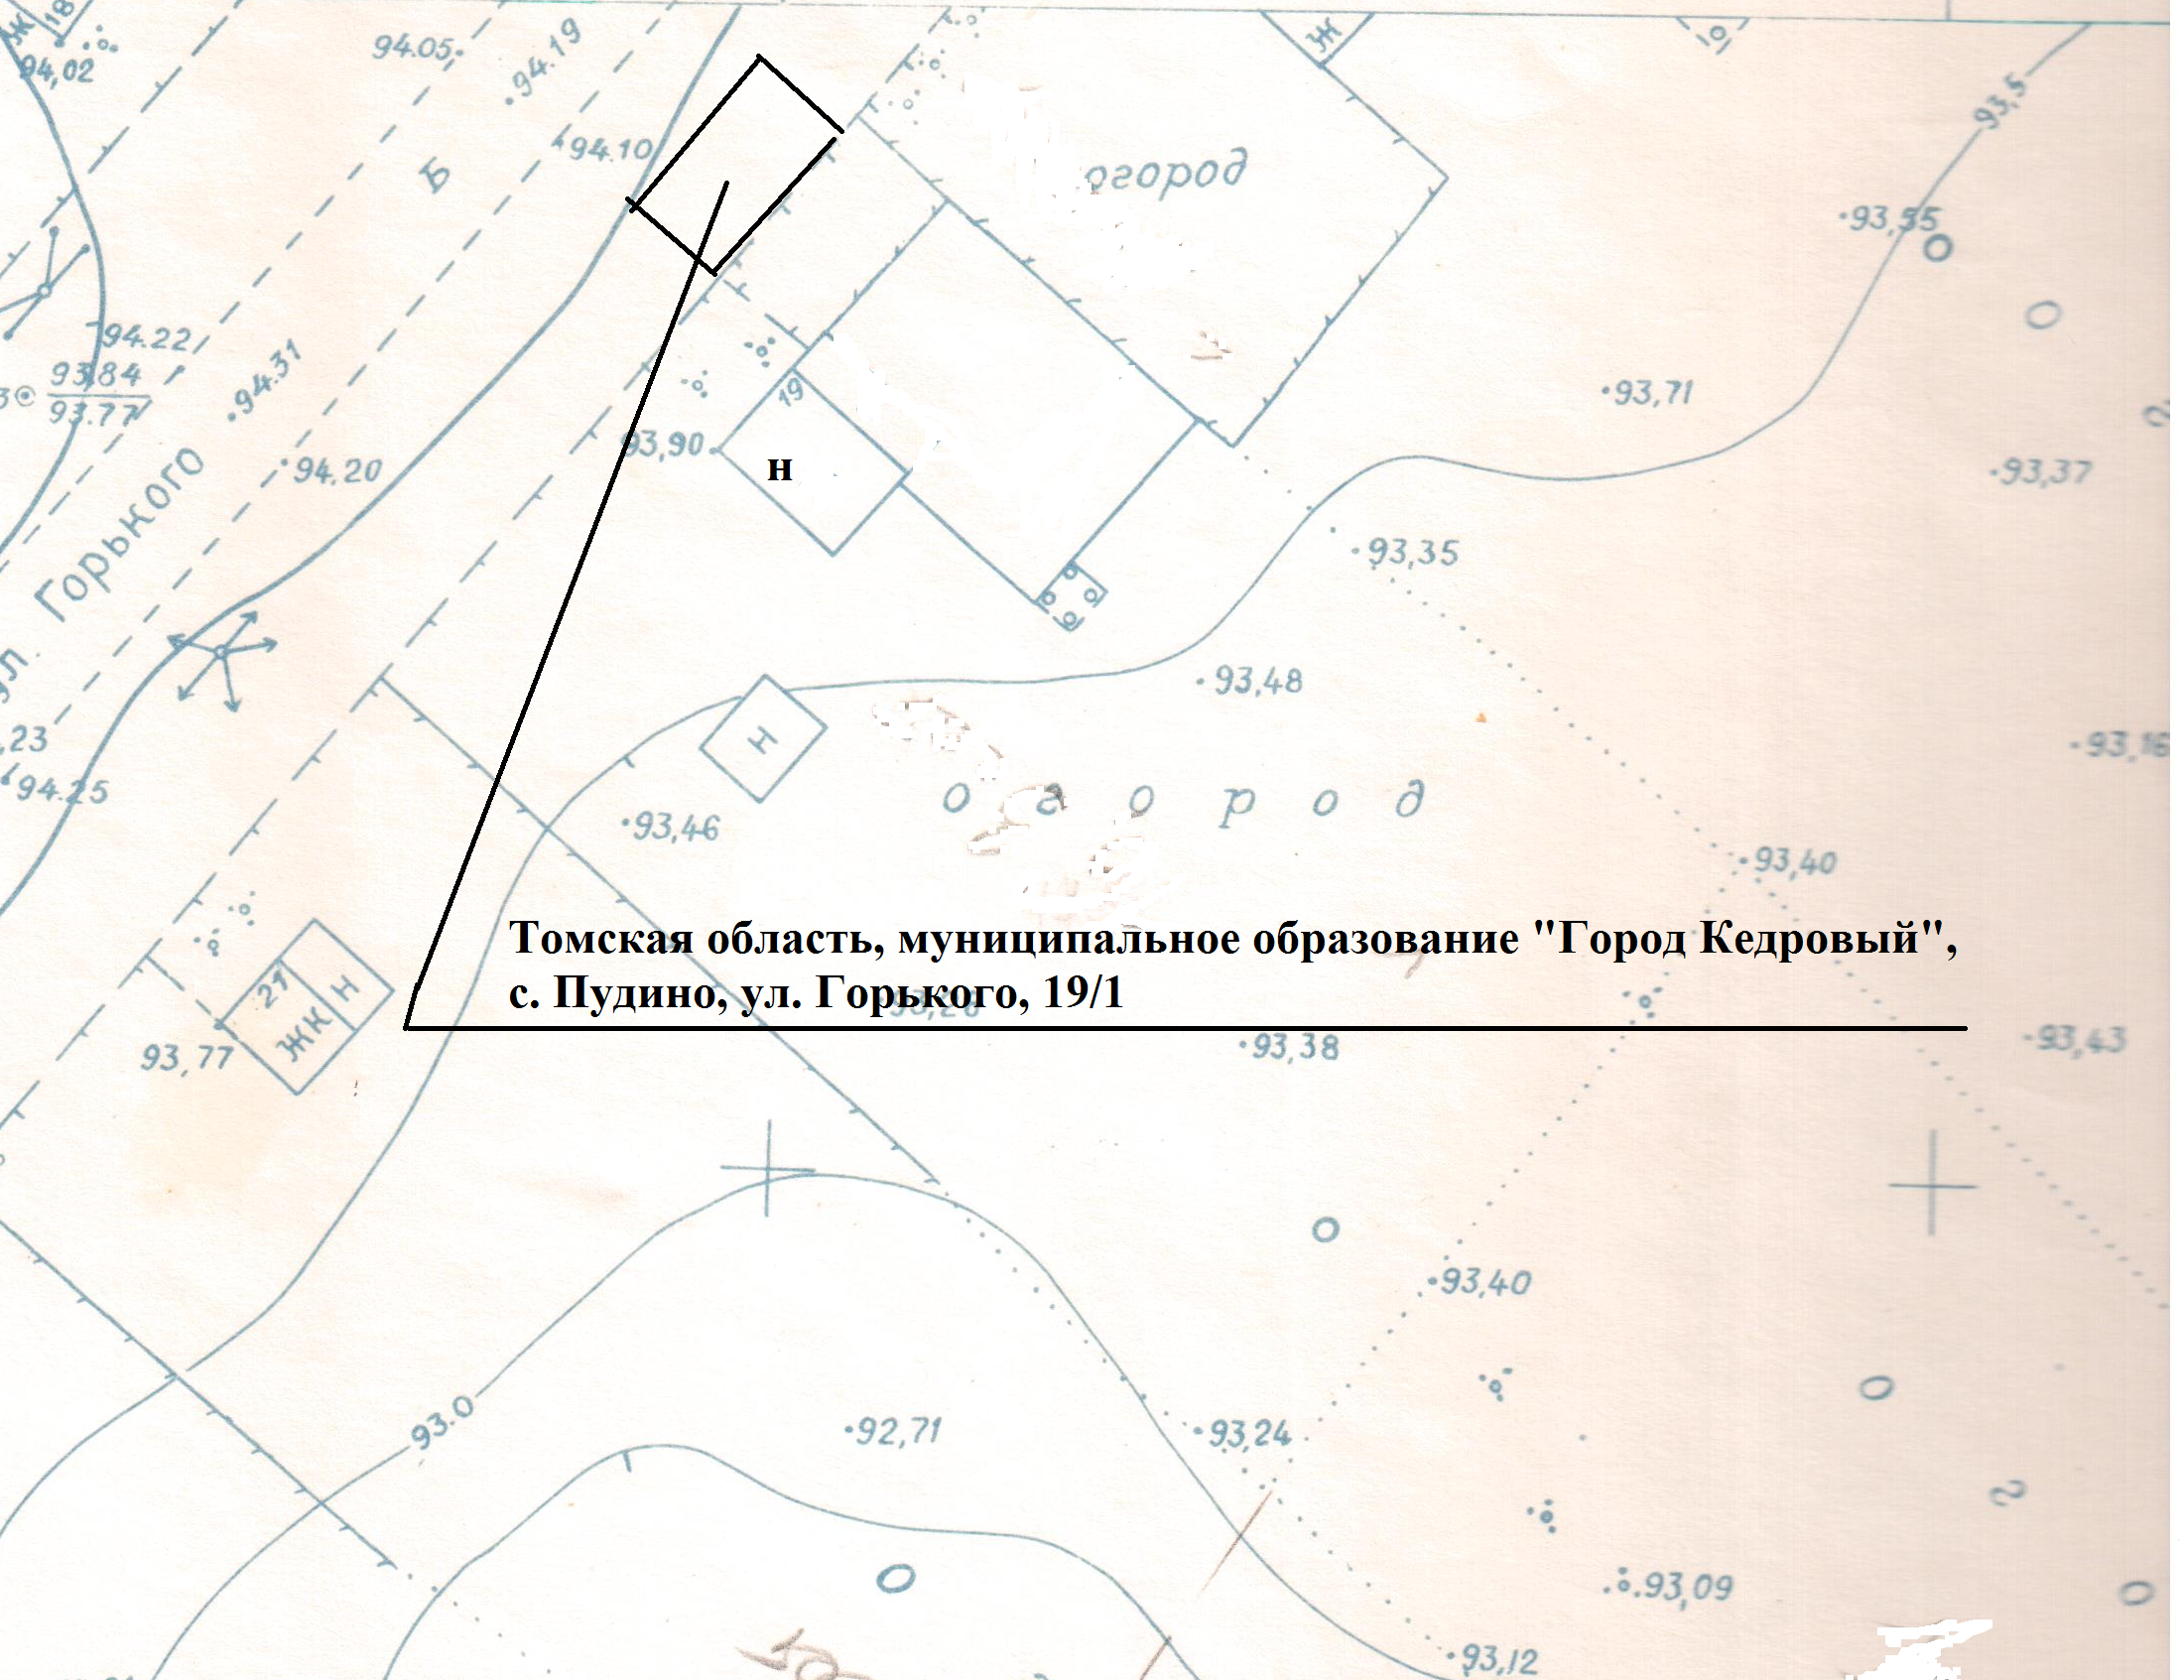 Ж
18
94,02
94.05
94.19
94.10
Б
Ж
огород
93,5
93,55
94.22
93.84
93.77
94.31
19
93,90
н
93,71
93,37
94.20
ул. Горького
93,35
93,48
93,16
Н
23
94.25
93,46
о г о р о д
93,40
Томская область, муниципальное образование "Город Кедровый",
с. Пудино, ул. Горького, 19/1
21
Н
ЖК
93,77
93,38
93,43
О
93,40
93.0
92,71
93,24
О
93,09
93,12